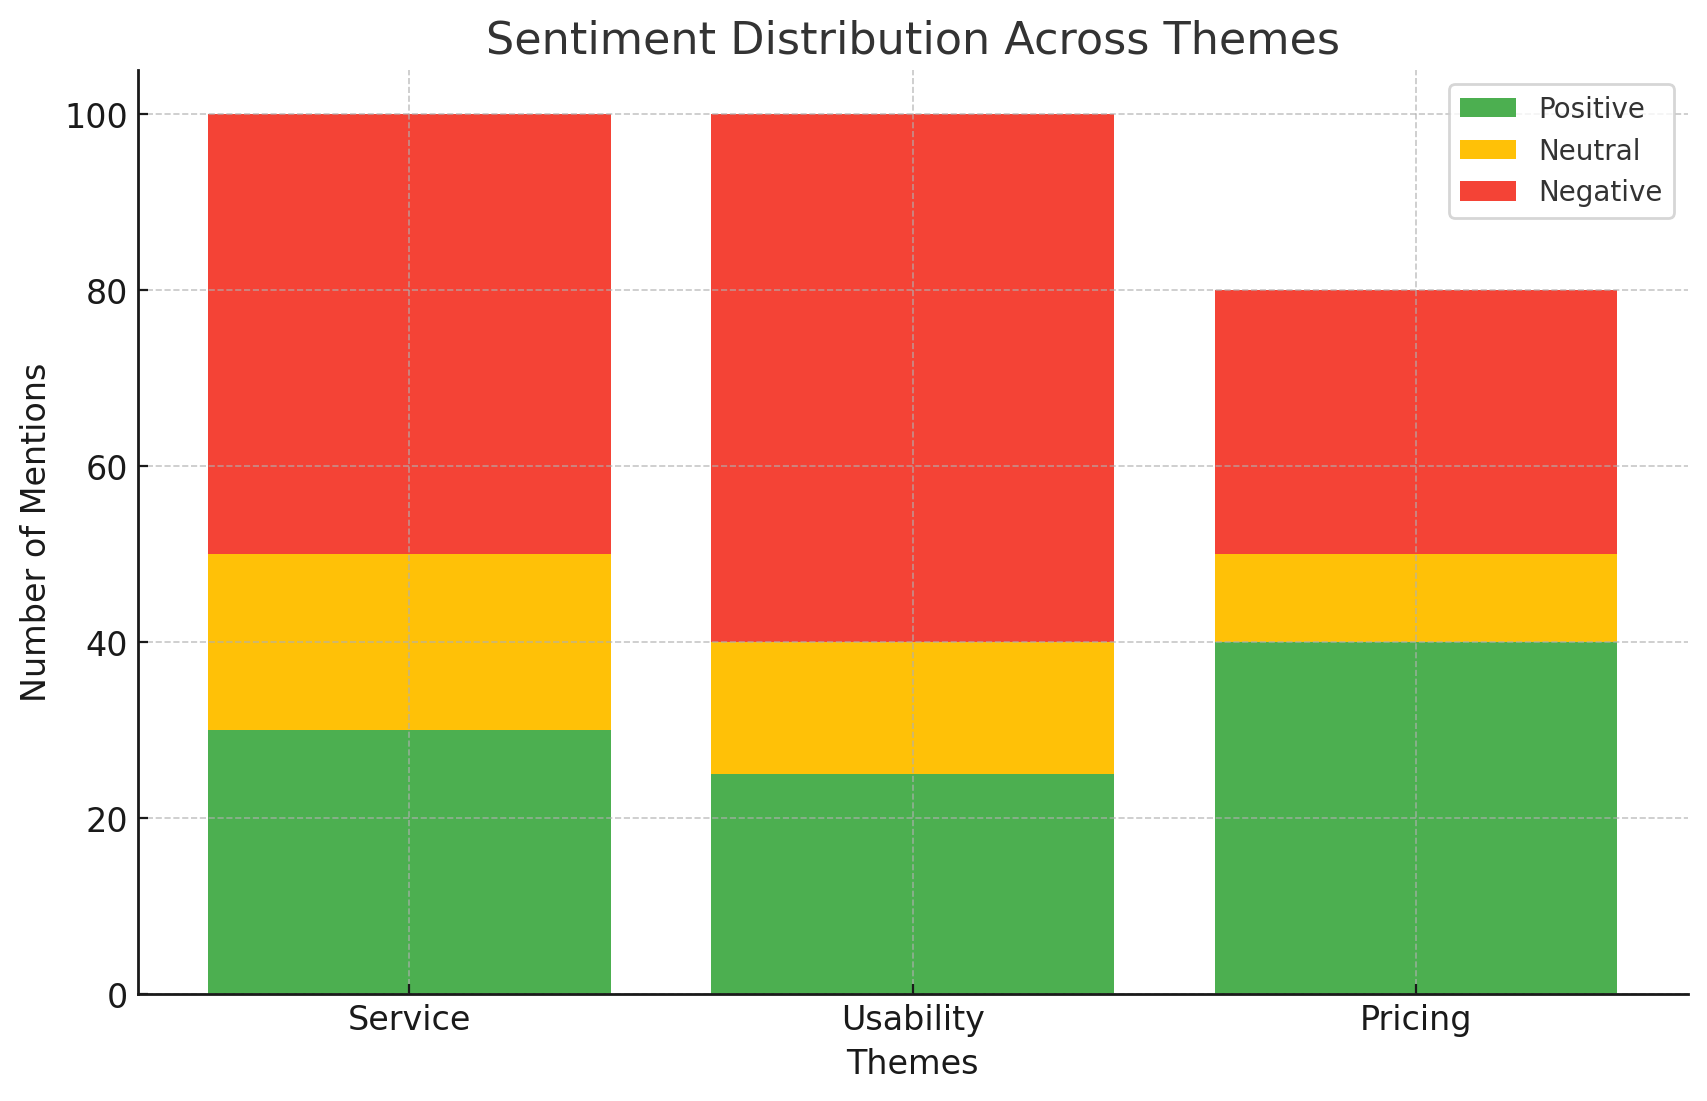 Sentiment Distribution Across Themes
Positive
Neutral
Negative
Number of Mentions
100
80
60
40
20
0
Service
Usability
Pricing
Themes